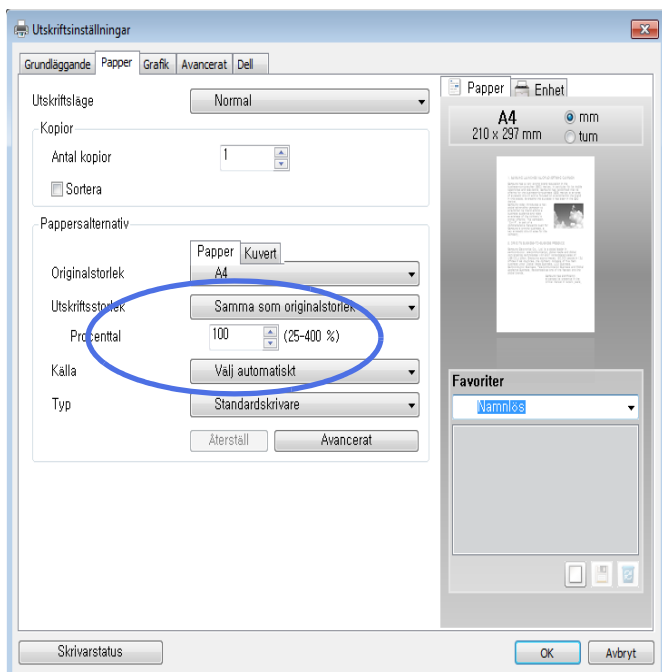 Utskriftsinställningar
Grundläggande Papper Grafik Avancerat Dell
Utskriftsläge Normal
Kopior
Antal kopior 1
Sortera
Pappersalternativ
Papper Kuvert
Originalstorlek A4
Utskriftsstorlek Samma som originalstorlek
Procenttal 100 (25-400 %)
Källa Välj automatiskt
Typ Standardskrivare
Återställ Avancerat
Papper Enhet
A4
210 x 297 mm
mm
tum
Favoriter
Namnlös
Skrivarstatus OK Avbryt